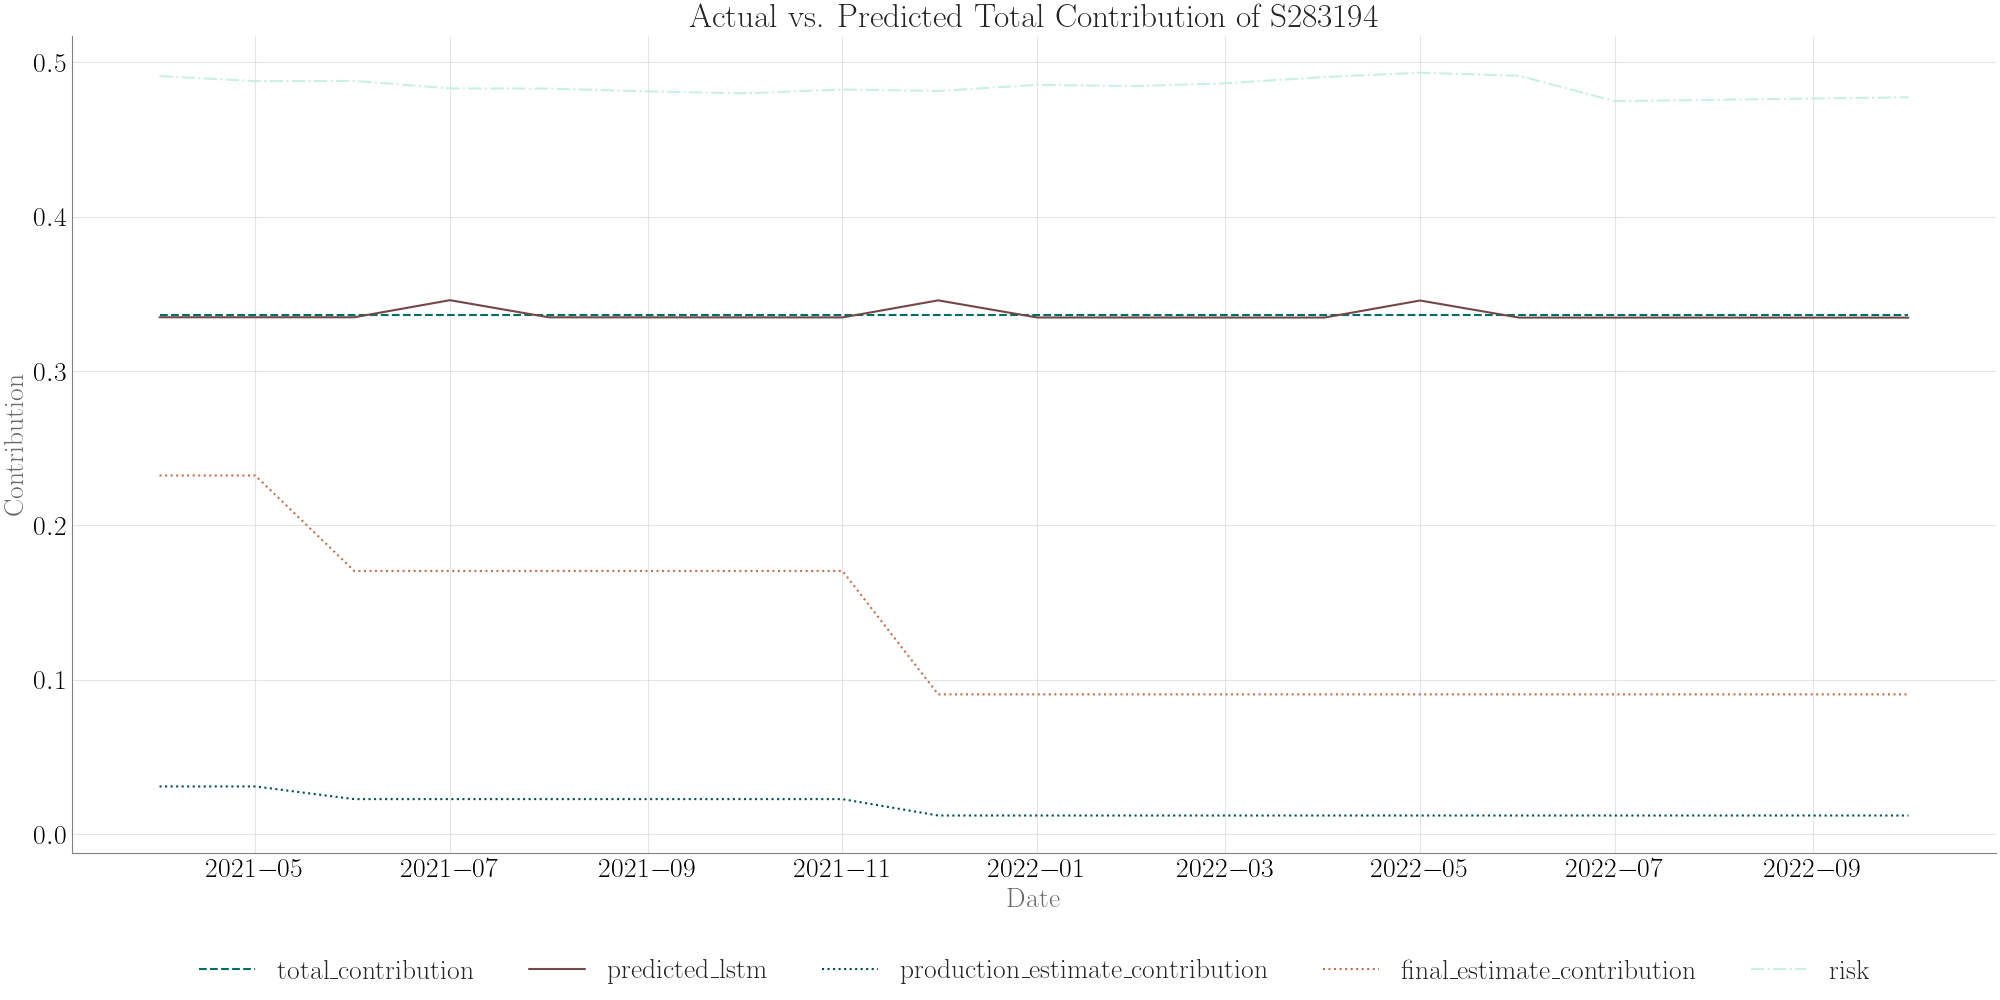 Actual vs. Predicted Total Contribution of S283194
0.5
0.4
0.3
0.2
0.1
0.0
Contribution
2021−05 2021−07 2021−09 2021−11 2022−01 2022−03 2022−05 2022−07 2022−09
Date
total_contribution predicted_lstm production_estimate_contribution final_estimate_contribution risk